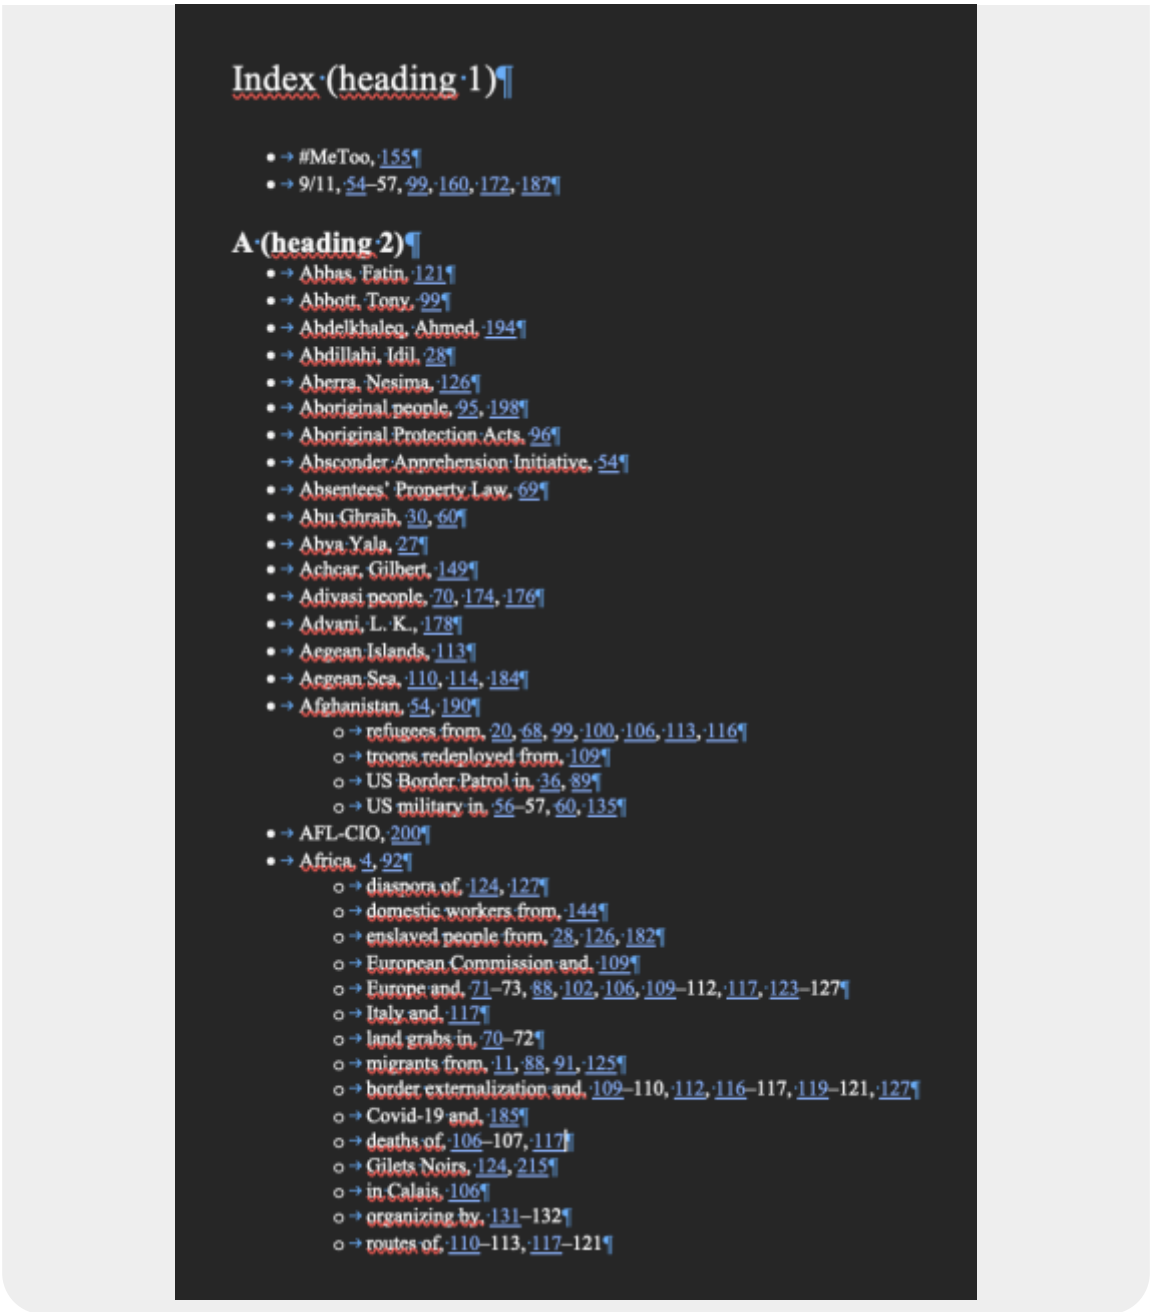 Index (heading 1)¶
• → #MeToo, 155¶
• → 9/11, 54–57, 99, 160, 172, 187¶
A (heading 2)¶
• → Abbas, Fatin, 121¶
• → Abbott, Tony, 99¶
• → Abdelkhaleq, Ahmed, 194¶
• → Abdillahi, Idil, 28¶
• → Aberra, Nesima, 126¶
• → Aboriginal people, 95, 198¶
• → Aboriginal Protection Acts, 96¶
• → Absconder Apprehension Initiative, 54¶
• → Absentees’ Property Law, 69¶
• → Abu Ghraib, 30, 60¶
• → Abya Yala, 27¶
• → Achcar, Gilbert, 149¶
• → Adivasi people, 70, 174, 176¶
• → Advani, L. K., 178¶
• → Aegean Islands, 113¶
• → Aegean Sea, 110, 114, 184¶
• → Afghanistan, 54, 190¶
o → refugees from, 20, 68, 99, 100, 106, 113, 116¶
o → troops redeployed from, 109¶
o → US Border Patrol in, 36, 89¶
o → US military in, 56–57, 60, 135¶
• → AFL-CIO, 200¶
• → Africa, 4, 92¶
o → diaspora of, 124, 127¶
o → domestic workers from, 144¶
o → enslaved people from, 28, 126, 182¶
o → European Commission and, 109¶
o → Europe and, 71–73, 88, 102, 106, 109–112, 117, 123–127¶
o → Italy and, 117¶
o → land grabs in, 70–72¶
o → migrants from, 11, 88, 91, 125¶
o → border externalization and, 109–110, 112, 116–117, 119–121, 127¶
o → Covid-19 and, 185¶
o → deaths of, 106–107, 117¶
o → Gilets Noirs, 124, 215¶
o → in Calais, 106¶
o → organizing by, 131–132¶
o → routes of, 110–113, 117–121¶